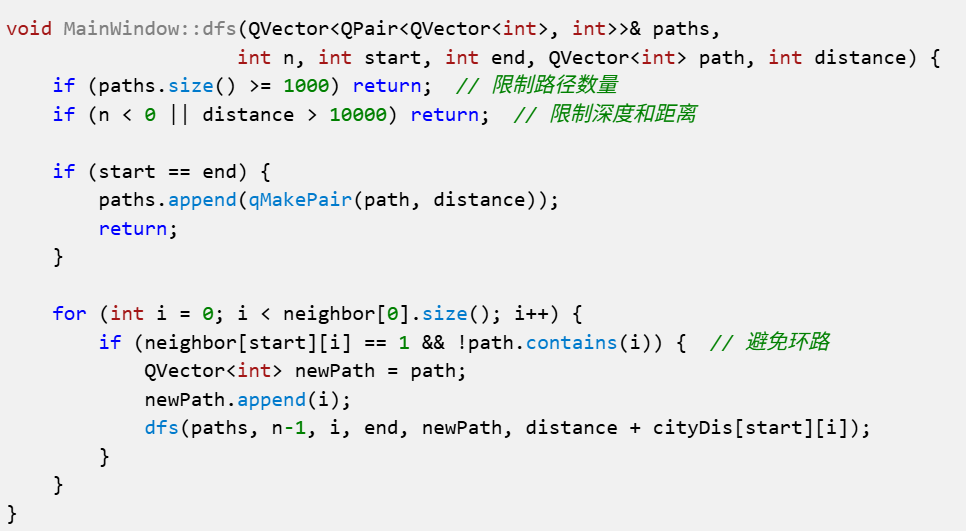 void MainWindow::dfs(QVector<QPair<QVector<int>, int>>& paths,
                    int n, int start, int end, QVector<int> path, int distance) {
    if (paths.size() >= 1000) return;  // 限制路径数量
    if (n < 0 || distance > 10000) return;  // 限制深度和距离

    if (start == end) {
        paths.append(qMakePair(path, distance));
        return;
    }

    for (int i = 0; i < neighbor[0].size(); i++) {
        if (neighbor[start][i] == 1 && !path.contains(i)) {  // 避免环路
            QVector<int> newPath = path;
            newPath.append(i);
            dfs(paths, n-1, i, end, newPath, distance + cityDis[start][i]);
        }
    }
}